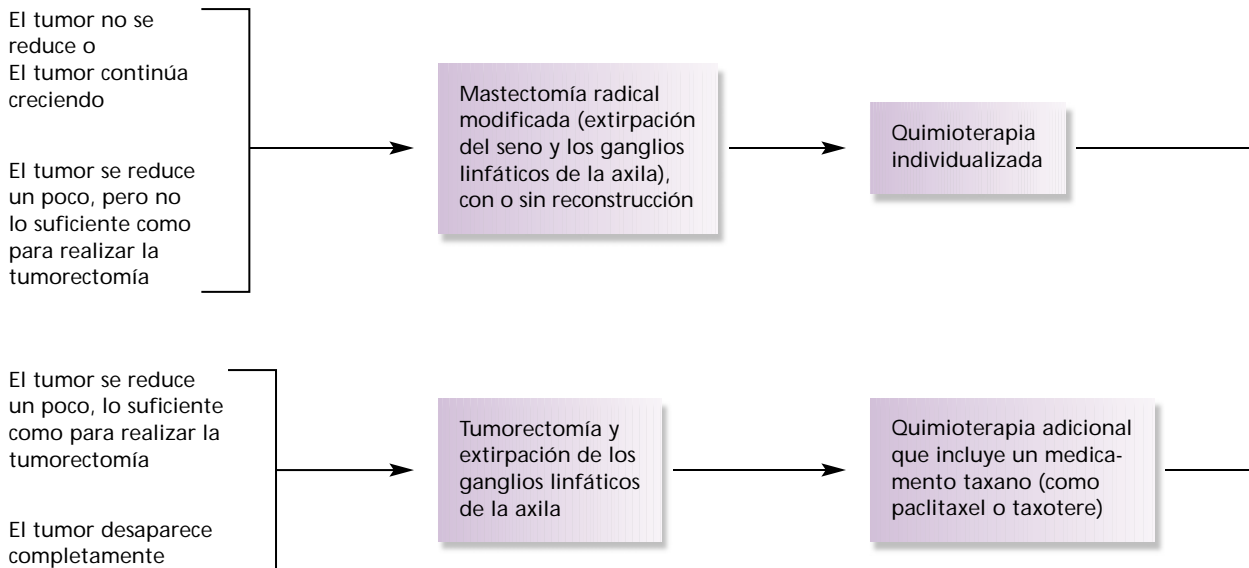 El tumor no se
reduce o
El tumor continúa
creciendo
El tumor se reduce
un poco, pero no
lo suficiente como
para realizar la
tumorectomía
Mastectomía radical
modificada (extirpación
del seno y los ganglios
linfáticos de la axila),
con o sin reconstrucción
Quimioterapia
individualizada
El tumor se reduce
un poco, lo suficiente
como para realizar la
tumorectomía
El tumor desaparece
completamente
Tumorectomía y
extirpación de los
ganglios linfáticos
de la axila
Quimioterapia adicional
que incluye un medica-
mento taxano (como
paclitaxel o taxotere)